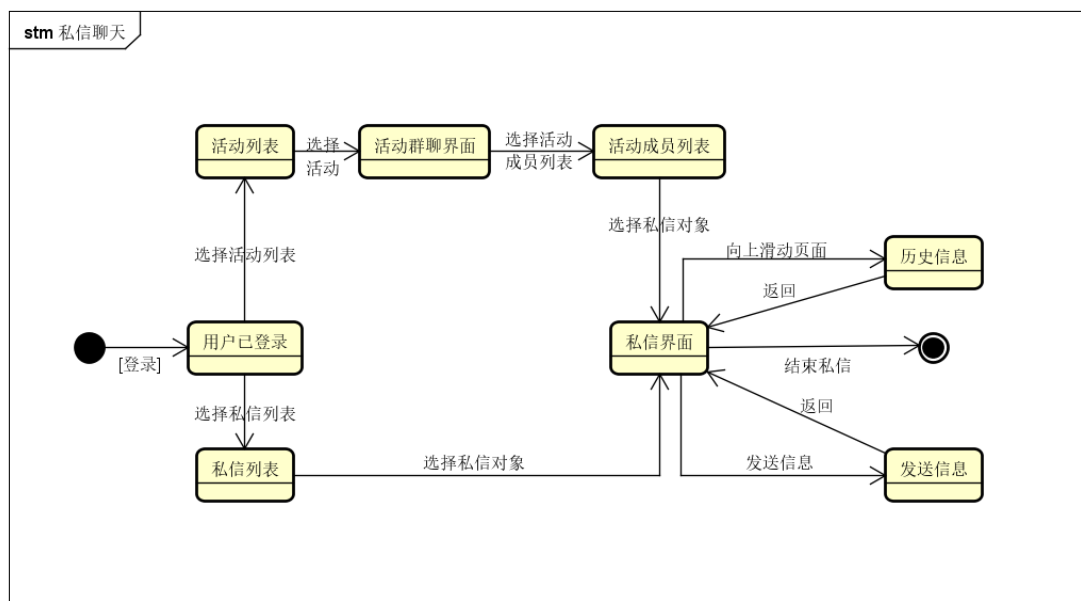 stm 私信聊天
活动列表
选择
活动
活动群聊界面
选择活动
成员列表
活动成员列表
选择活动列表
选择私信对象
向上滑动页面
历史信息
返回
[登录]
用户已登录
私信界面
结束私信
选择私信列表
返回
私信列表
选择私信对象
发送信息
发送信息